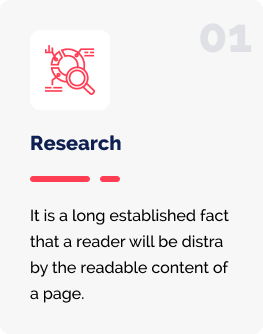 01
Research
It is a long established fact
that a reader will be distra
by the readable content of
a page.